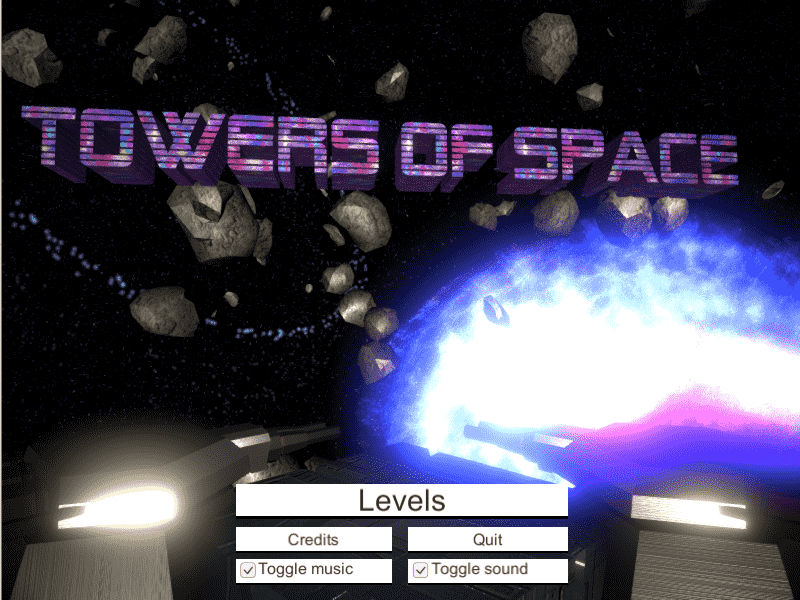 TOWERS OF SPACE
Levels
Credits
Quit
Toggle music
Toggle sound